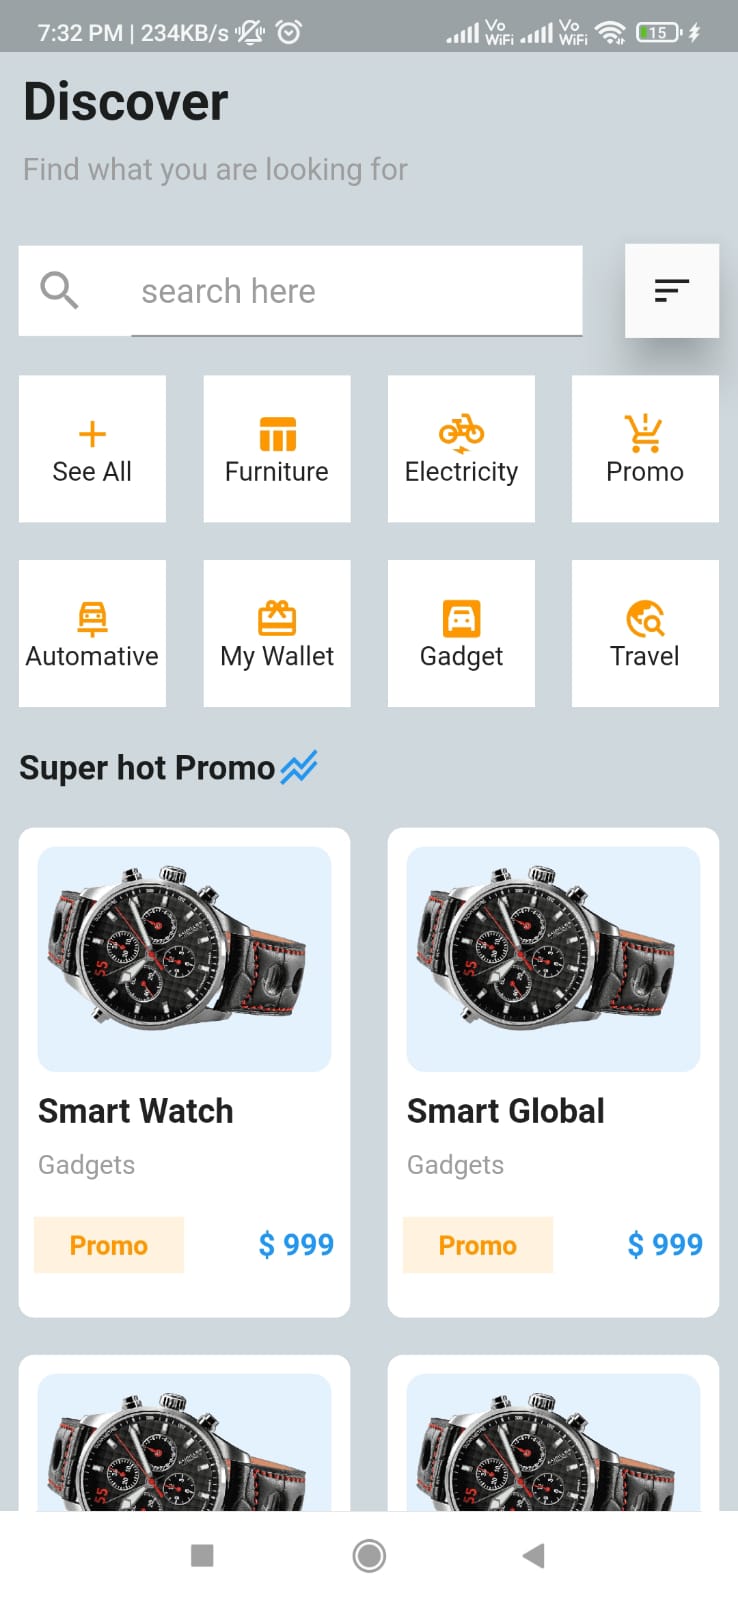 7:32 PM | 234KB/s
Vo WiFi Vo WiFi 15
Discover
Find what you are looking for
search here
See All Furniture Electricity Promo
Automative My Wallet Gadget Travel
Super hot Promo
Smart Watch Smart Global
Gadgets Gadgets
Promo $ 999 Promo $ 999